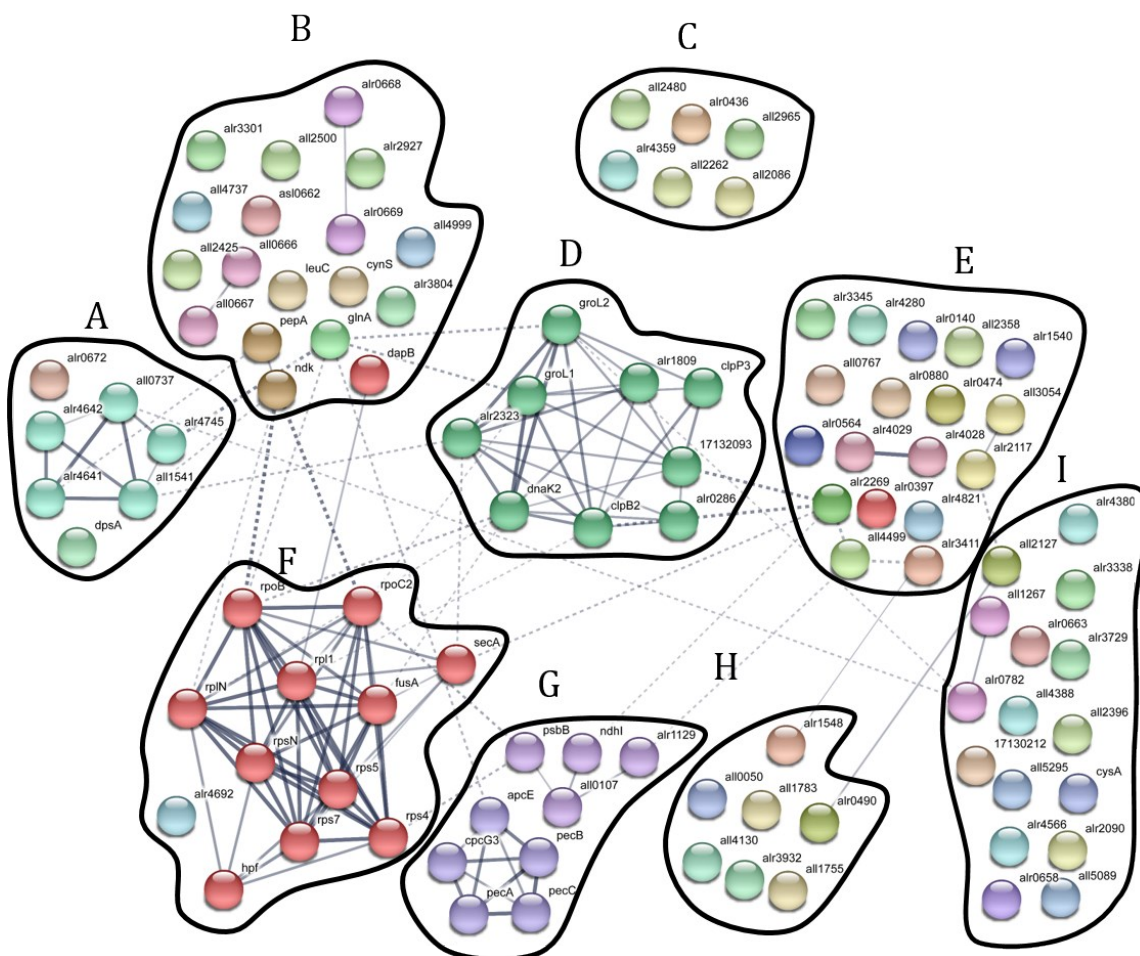 B
alr0668
alr3301
all2500
alr2927
all4737
asl0662
alr0669
all4999
all2425
all0666
leuC
cynS
alr3804
all0667
pepA
glnA
ndk
dapB
C
all2480
alr0436
all2965
alr4359
all2262
all2086
A
alr0672
all0737
alr4642
alr4745
alr4641
all1541
dpsA
D
groL2
alr1809
clpP3
groL1
alr2323
17132093
dnaK2
clpB2
alr0286
E
alr3345
alr4280
alr0140
all2358
alr1540
all0767
alr0880
alr0474
all3054
alr0564
alr4029
alr4028
alr2117
alr2269
alr0397
alr4821
all4499
alr3411
I
alr4380
all2127
alr3338
all1267
alr0663
alr3729
alr0782
all4388
all2396
17130212
all5295
cysA
alr4566
alr2090
alr0658
all5089
F
rpoB
rpoC2
secA
rpl1
fusA
rplN
rpsN
rps5
alr4692
rps7
rps4
hpf
G
psbB
ndhI
alr1129
all0107
apcE
pecB
cpcG3
pecA
pecC
H
alr1548
all0050
all1783
alr0490
all4130
alr3932
all1755